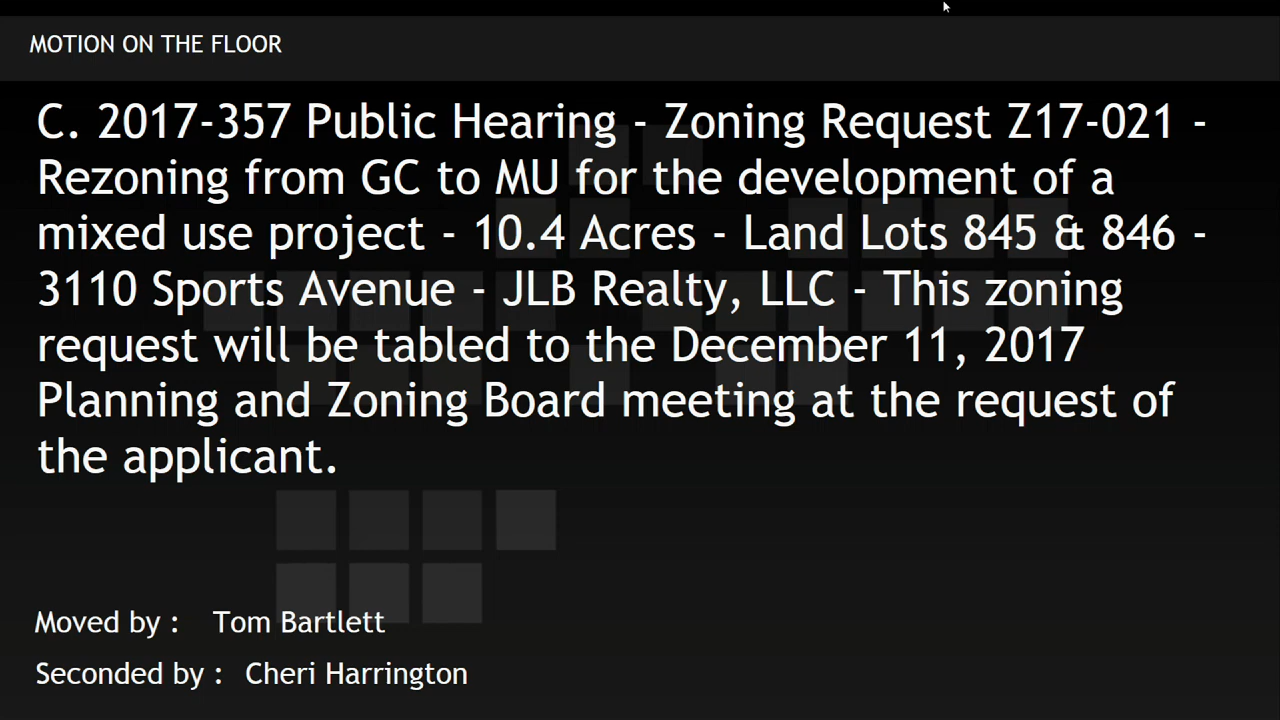 MOTION ON THE FLOOR
C. 2017-357 Public Hearing - Zoning Request Z17-021 -
Rezoning from GC to MU for the development of a
mixed use project - 10.4 Acres - Land Lots 845 & 846 -
3110 Sports Avenue - JLB Realty, LLC - This zoning
request will be tabled to the December 11, 2017
Planning and Zoning Board meeting at the request of
the applicant.
Moved by : Tom Bartlett
Seconded by : Cheri Harrington